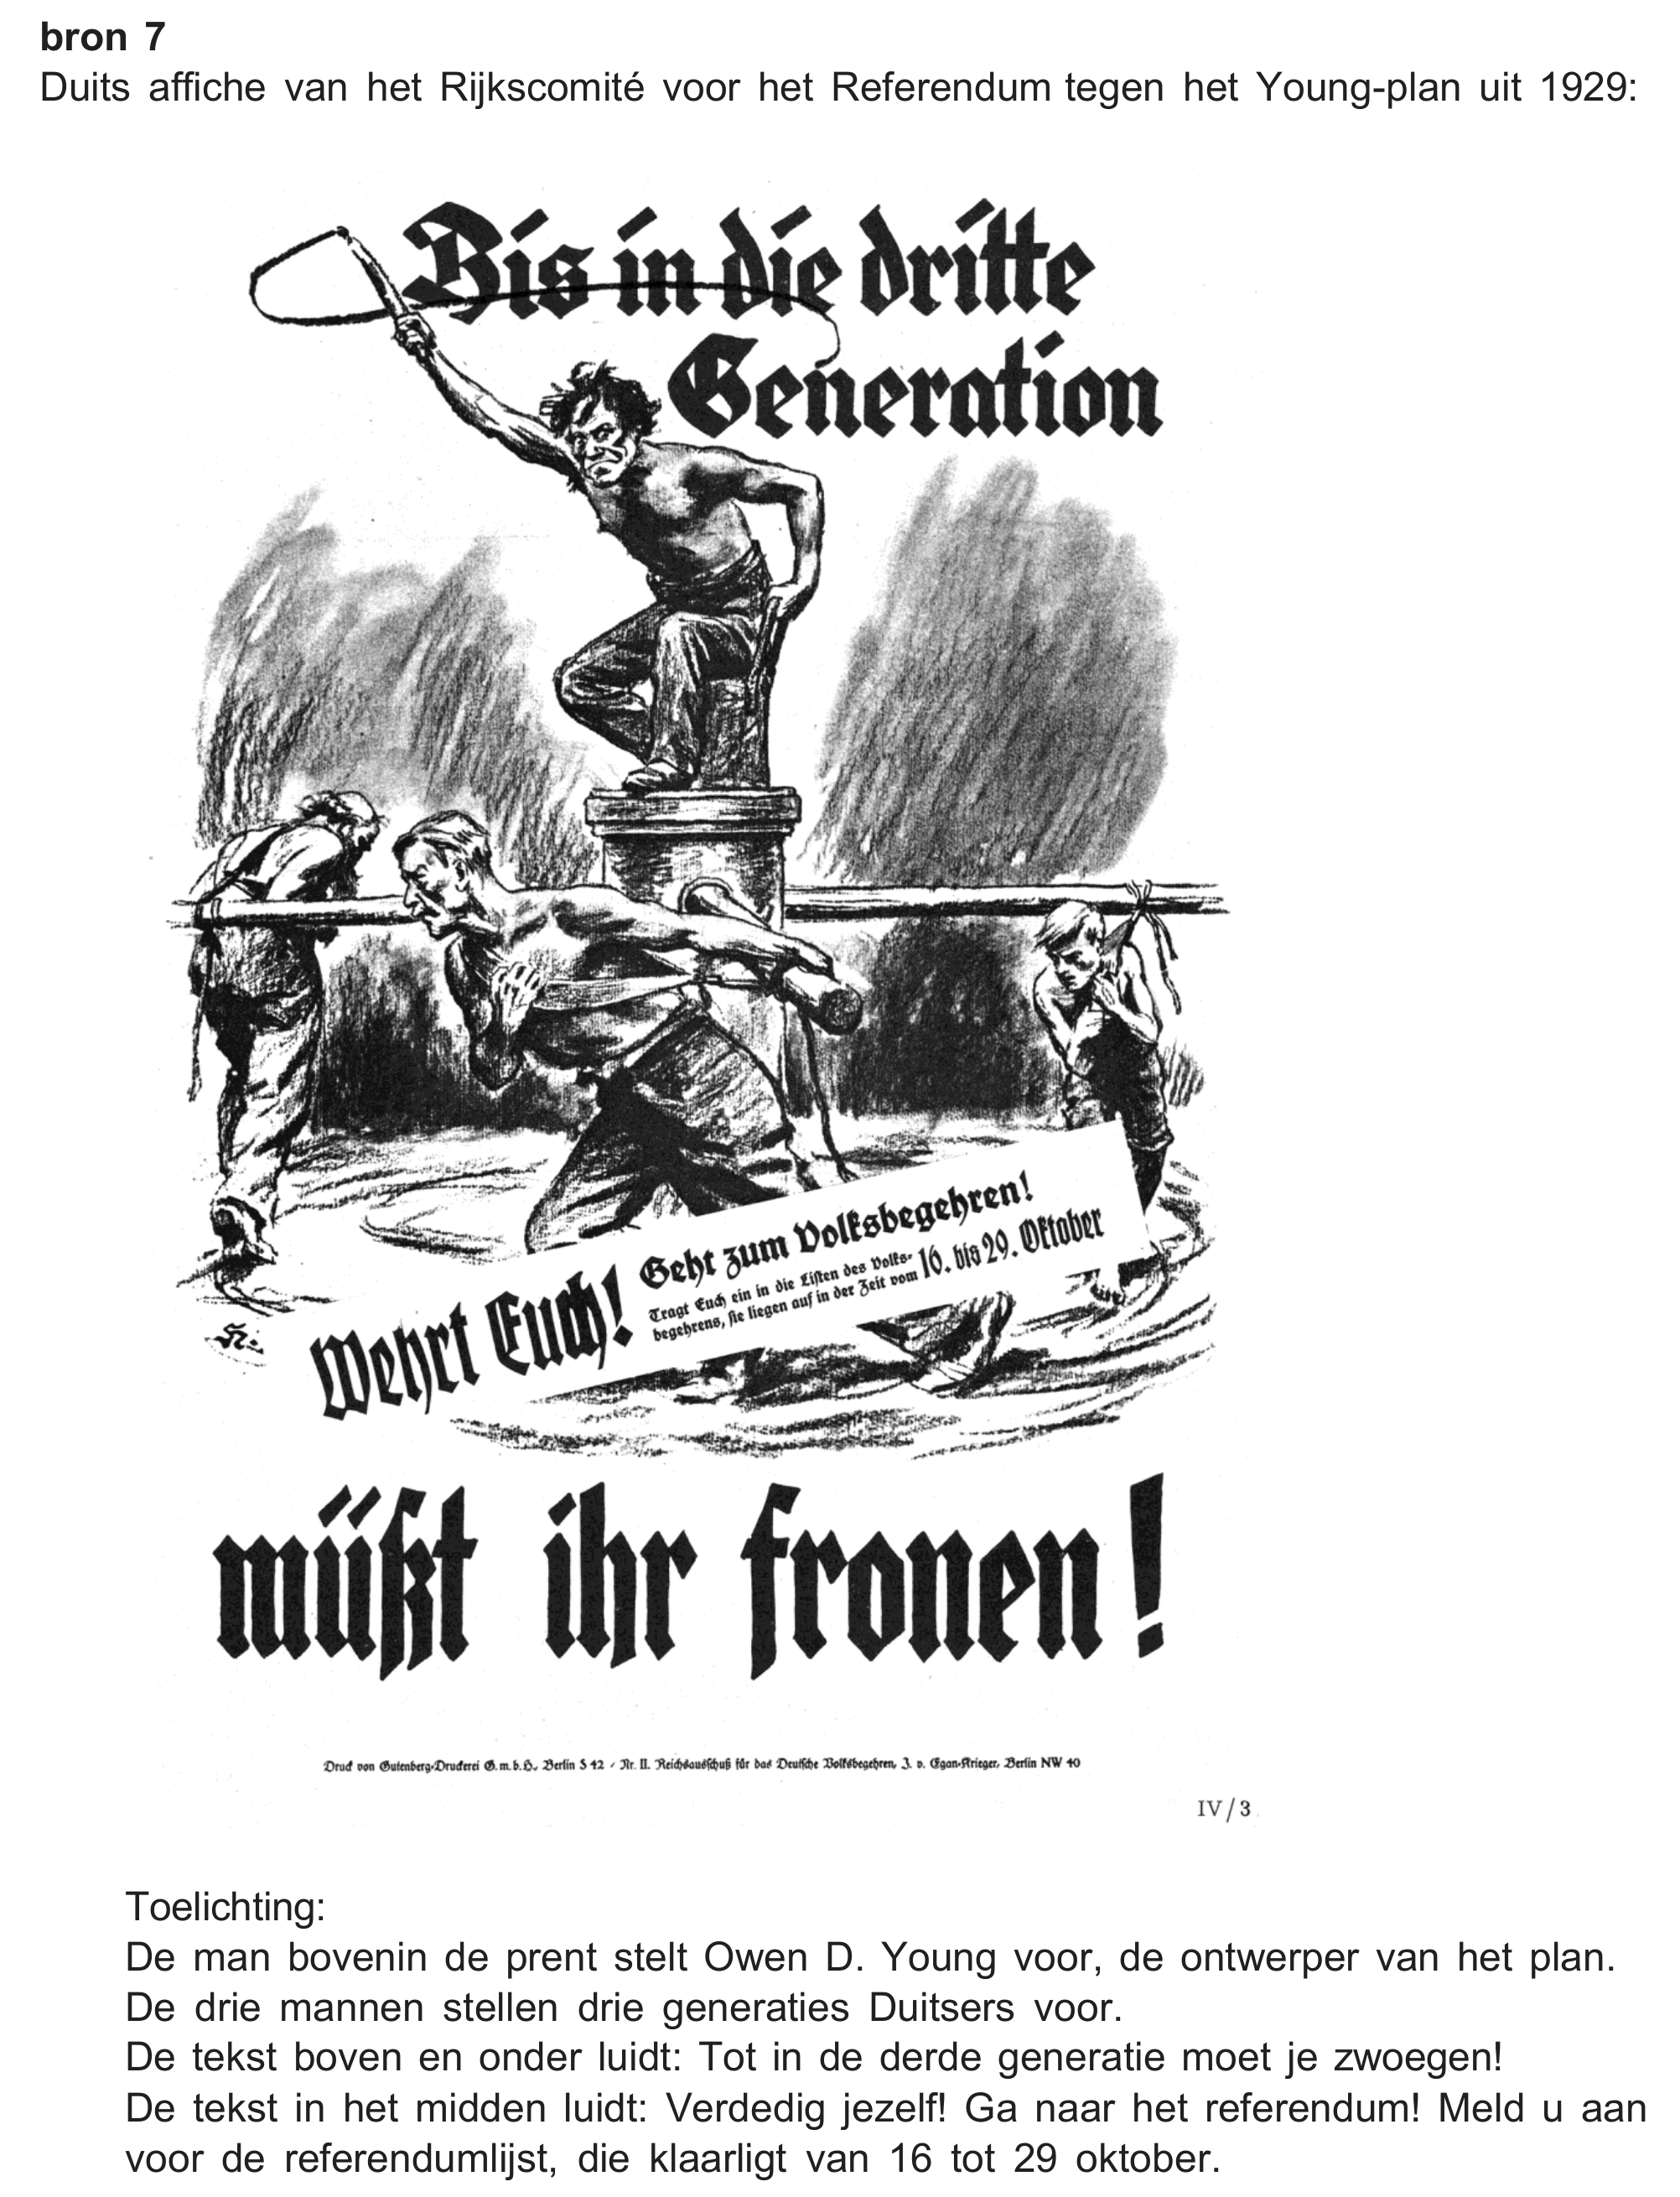 bron 7
Duits affiche van het Rijkscomité voor het Referendum tegen het Young-plan uit 1929:
Bis in die dritte
Generation
Wehrt Euch!
Geht zum Volksbegehren!
Tragt Euch ein in die Listen des Volks-
begehrens, sie liegen auf in der Zeit vom 16. bis 29. Oktober
müßt ihr fronen!
Druck von Gutenberg-Druckerei G.m.b.H., Berlin S 42 / Nr. II. Reichsausschuß für das Deutsche Volksbegehren, J. v. Egan-Krieger, Berlin NW 40
IV/3
Toelichting:
De man bovenin de prent stelt Owen D. Young voor, de ontwerper van het plan.
De drie mannen stellen drie generaties Duitsers voor.
De tekst boven en onder luidt: Tot in de derde generatie moet je zwoegen!
De tekst in het midden luidt: Verdedig jezelf! Ga naar het referendum! Meld u aan
voor de referendumlijst, die klaarligt van 16 tot 29 oktober.